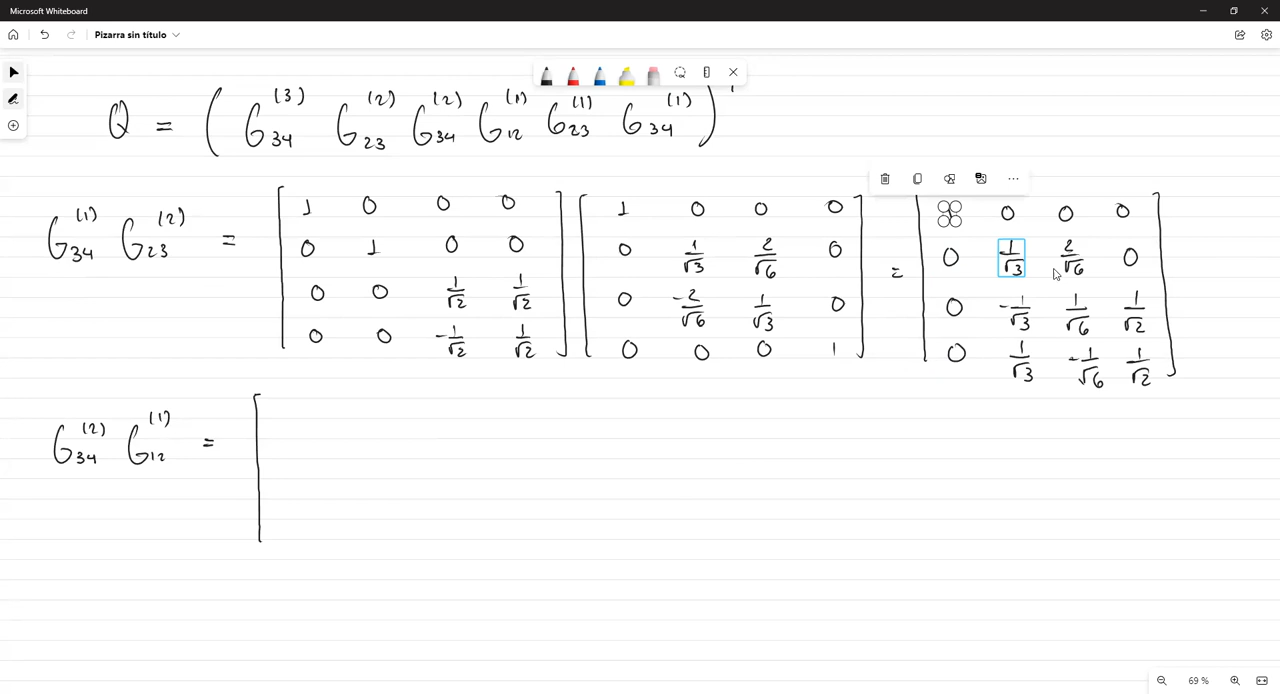 Microsoft Whiteboard
Pizarra sin título
Q = ( G₃₄⁽³⁾ G₂₃⁽²⁾ G₃₄⁽²⁾ G₁₂⁽¹⁾ G₂₃⁽¹⁾ G₃₄⁽¹⁾ )
G₃₄⁽¹⁾ G₂₃⁽²⁾ = [ 1 0 0 0 ] [ 1 0 0 0 ] = [ 0 0 0 ]
[ 0 1 0 0 ] [ 0 1/√3 2/√6 0 ] [ 0 1/√3 2/√6 0 ]
[ 0 0 1/√2 1/√2 ] [ 0 -2/√6 1/√3 0 ] [ 0 -1/√3 1/√6 1/√2 ]
[ 0 0 -1/√2 1/√2 ] [ 0 0 0 1 ] [ 0 1/√3 -1/√6 1/√2 ]
G₃₄⁽²⁾ G₁₂⁽¹⁾ = [
69 %